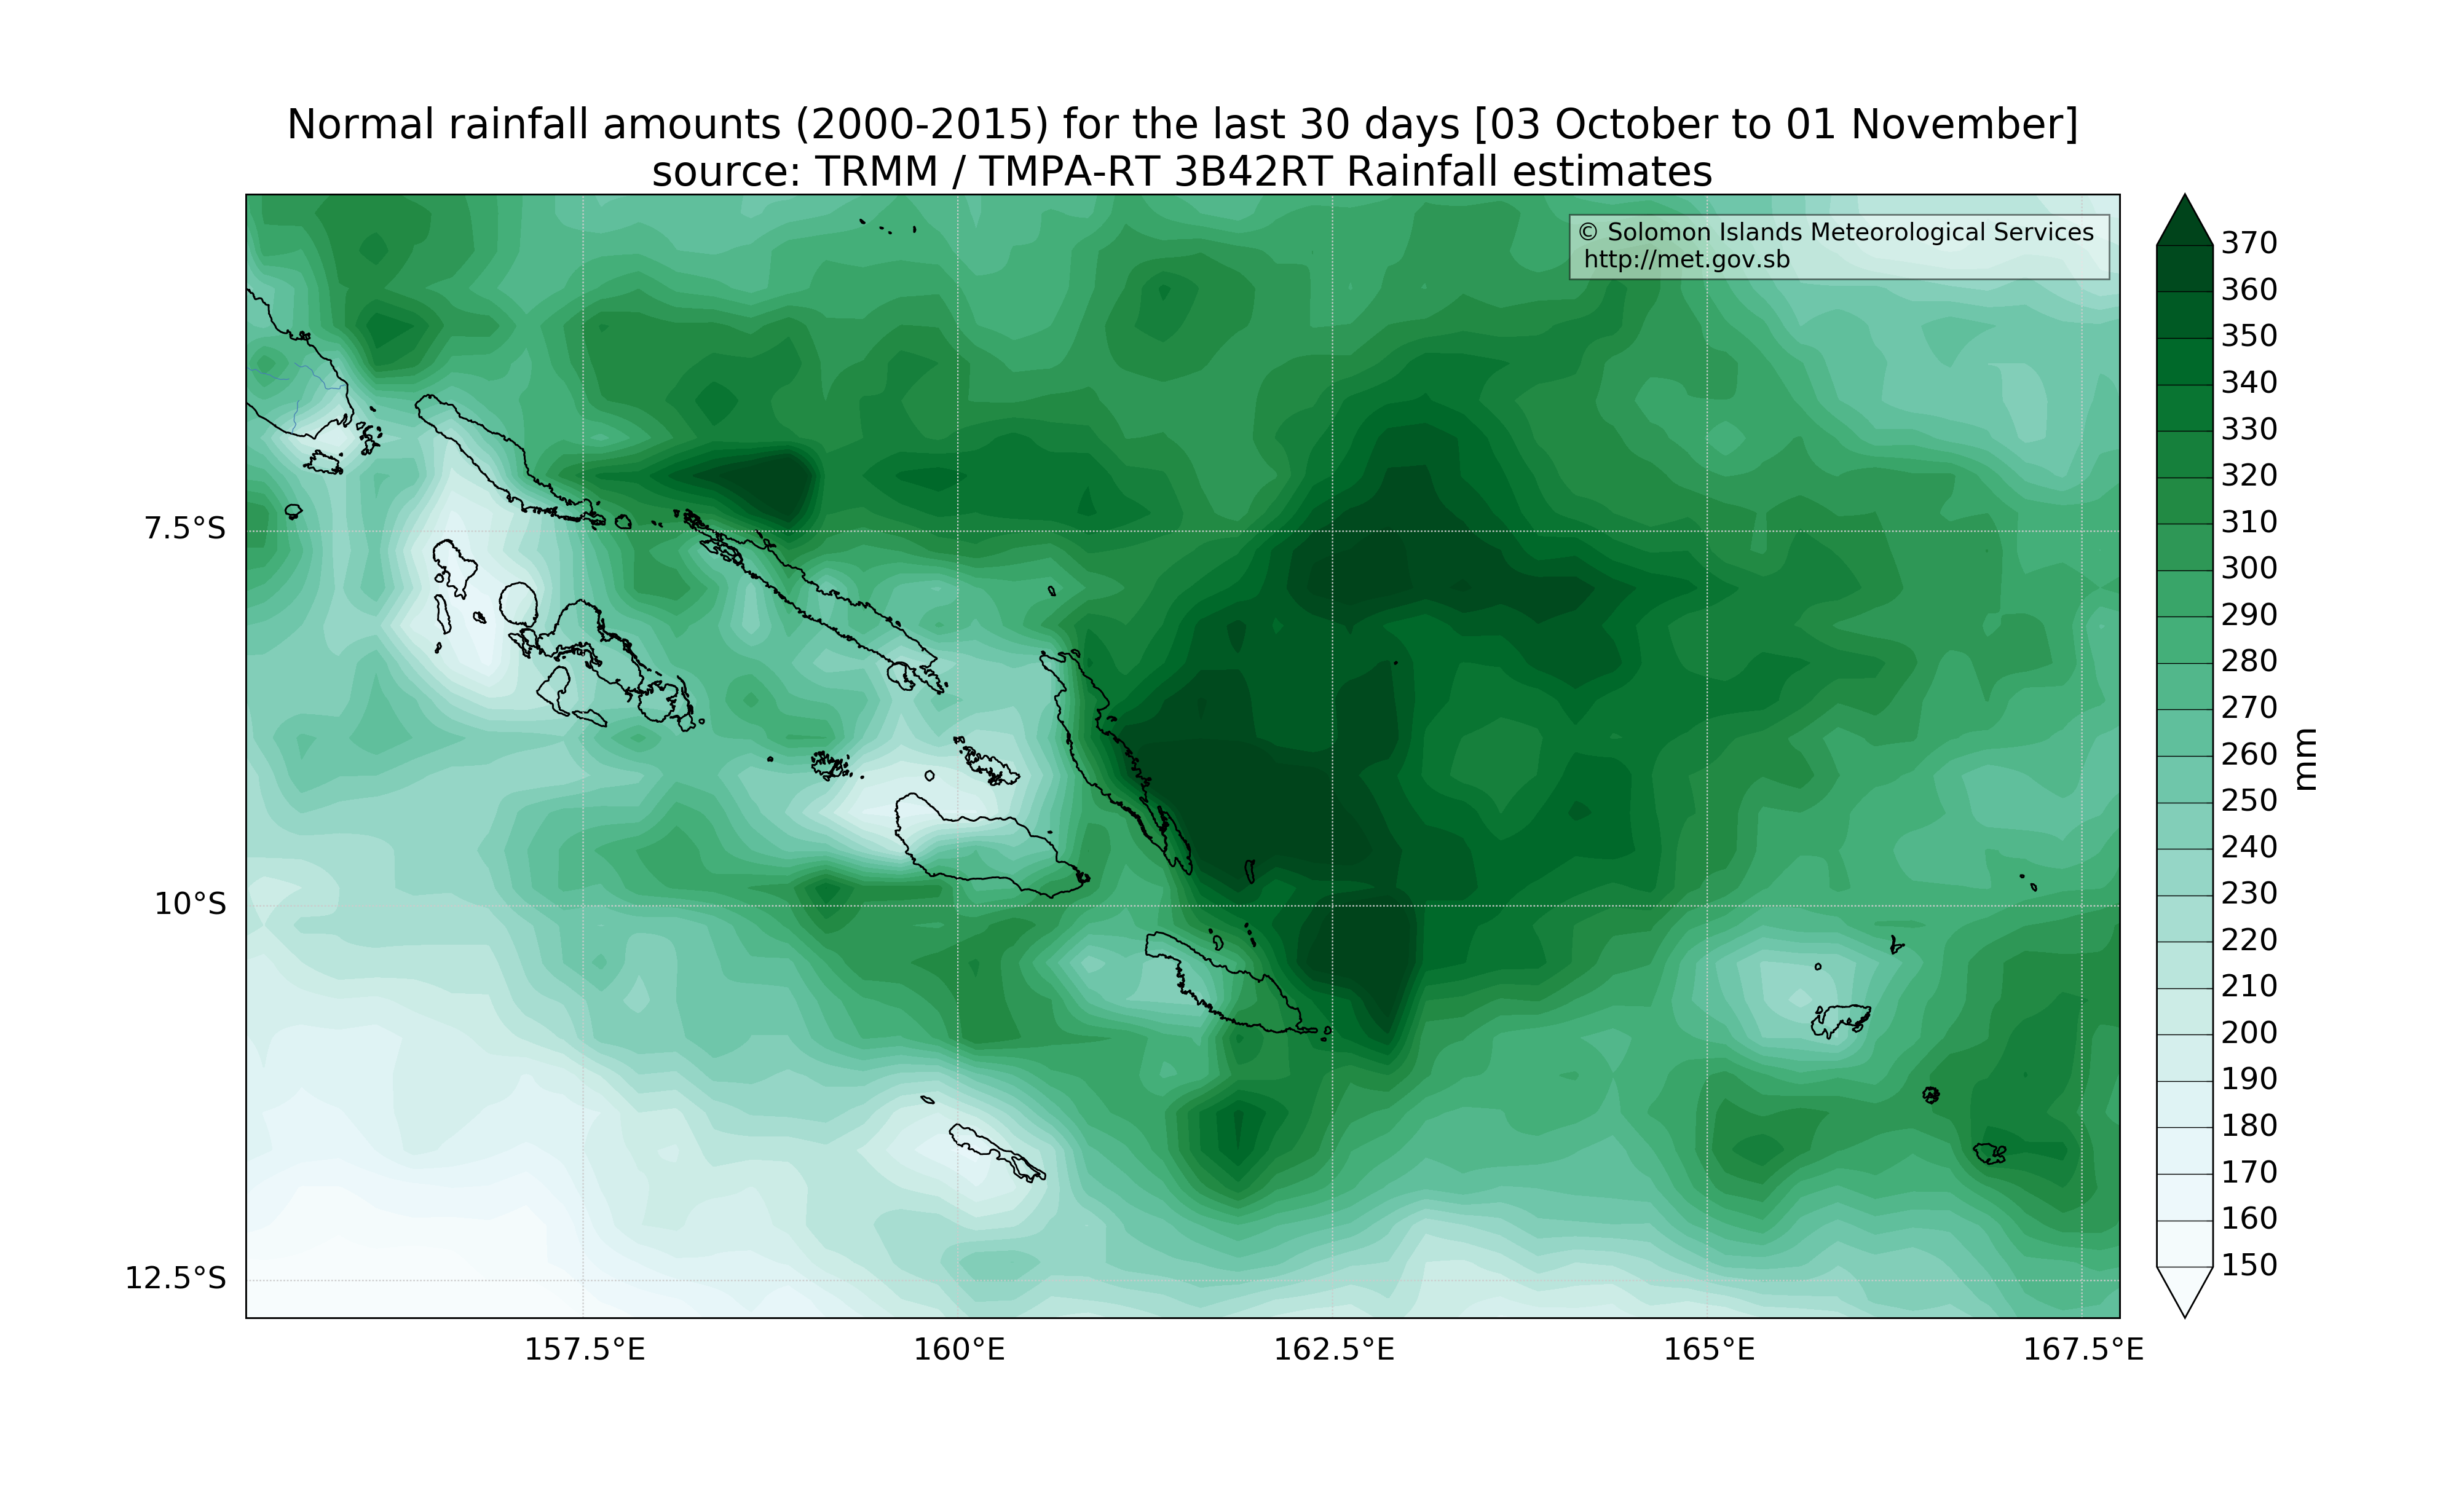 Normal rainfall amounts (2000-2015) for the last 30 days [03 October to 01 November]
source: TRMM / TMPA-RT 3B42RT Rainfall estimates
© Solomon Islands Meteorological Services
http://met.gov.sb
7.5°S
10°S
12.5°S
157.5°E
160°E
162.5°E
165°E
167.5°E
370
360
350
340
330
320
310
300
290
280
270
260
250
240
230
220
210
200
190
180
170
160
150
mm